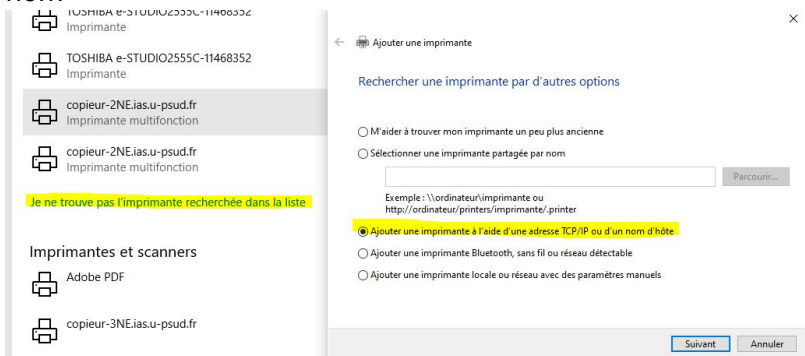 TOSHIBA e-STUDIO2555C-11468352
Imprimante
TOSHIBA e-STUDIO2555C-11468352
Imprimante
copieur-2NE.ias.u-psud.fr
Imprimante multifonction
copieur-2NE.ias.u-psud.fr
Imprimante multifonction
Je ne trouve pas l'imprimante recherchée dans la liste
Imprimantes et scanners
Adobe PDF
copieur-3NE.ias.u-psud.fr
Ajouter une imprimante
Rechercher une imprimante par d'autres options
M'aider à trouver mon imprimante un peu plus ancienne
Sélectionner une imprimante partagée par nom
Parcourir...
Exemple : \\ordinateur\imprimante ou
http://ordinateur/printers/imprimante/.printer
Ajouter une imprimante à l'aide d'une adresse TCP/IP ou d'un nom d'hôte
Ajouter une imprimante Bluetooth, sans fil ou réseau détectable
Ajouter une imprimante locale ou réseau avec des paramètres manuels
Suivant
Annuler